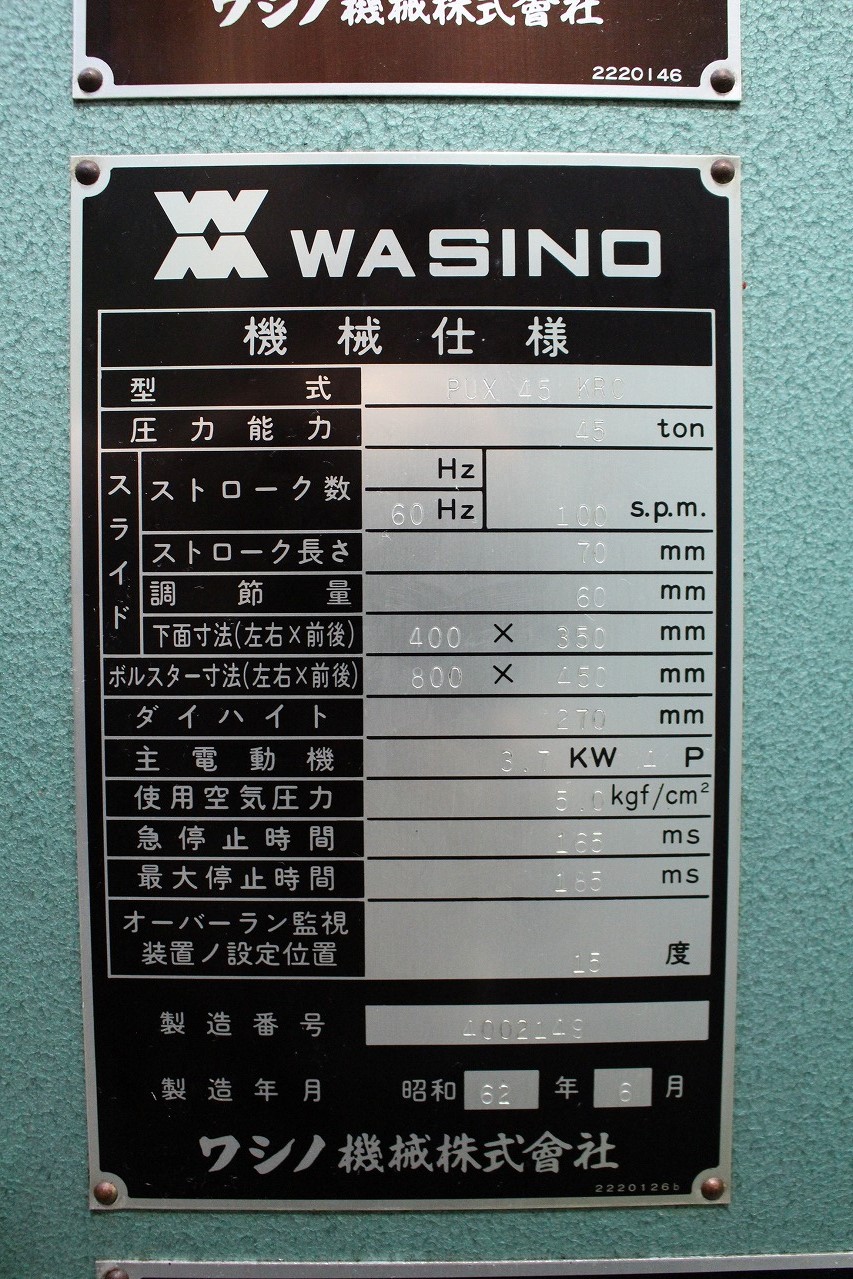 ワシノ機械株式會社
2220146
WASINO
機械仕様
型式 PUX 45 KRC
圧力能力 45 ton
スライド
ストローク数 Hz
60 Hz 100 s.p.m.
ストローク長さ 70 mm
調節量 60 mm
下面寸法(左右×前後) 400 × 350 mm
ボルスター寸法(左右×前後) 800 × 450 mm
ダイハイト 270 mm
主電動機 3.7 KW 4 P
使用空気圧力 5.0 kgf/cm²
急停止時間 165 ms
最大停止時間 185 ms
オーバーラン監視
装置ノ設定位置 15 度
製造番号 4002149
製造年月 昭和 62 年 6 月
ワシノ機械株式會社
2220126b